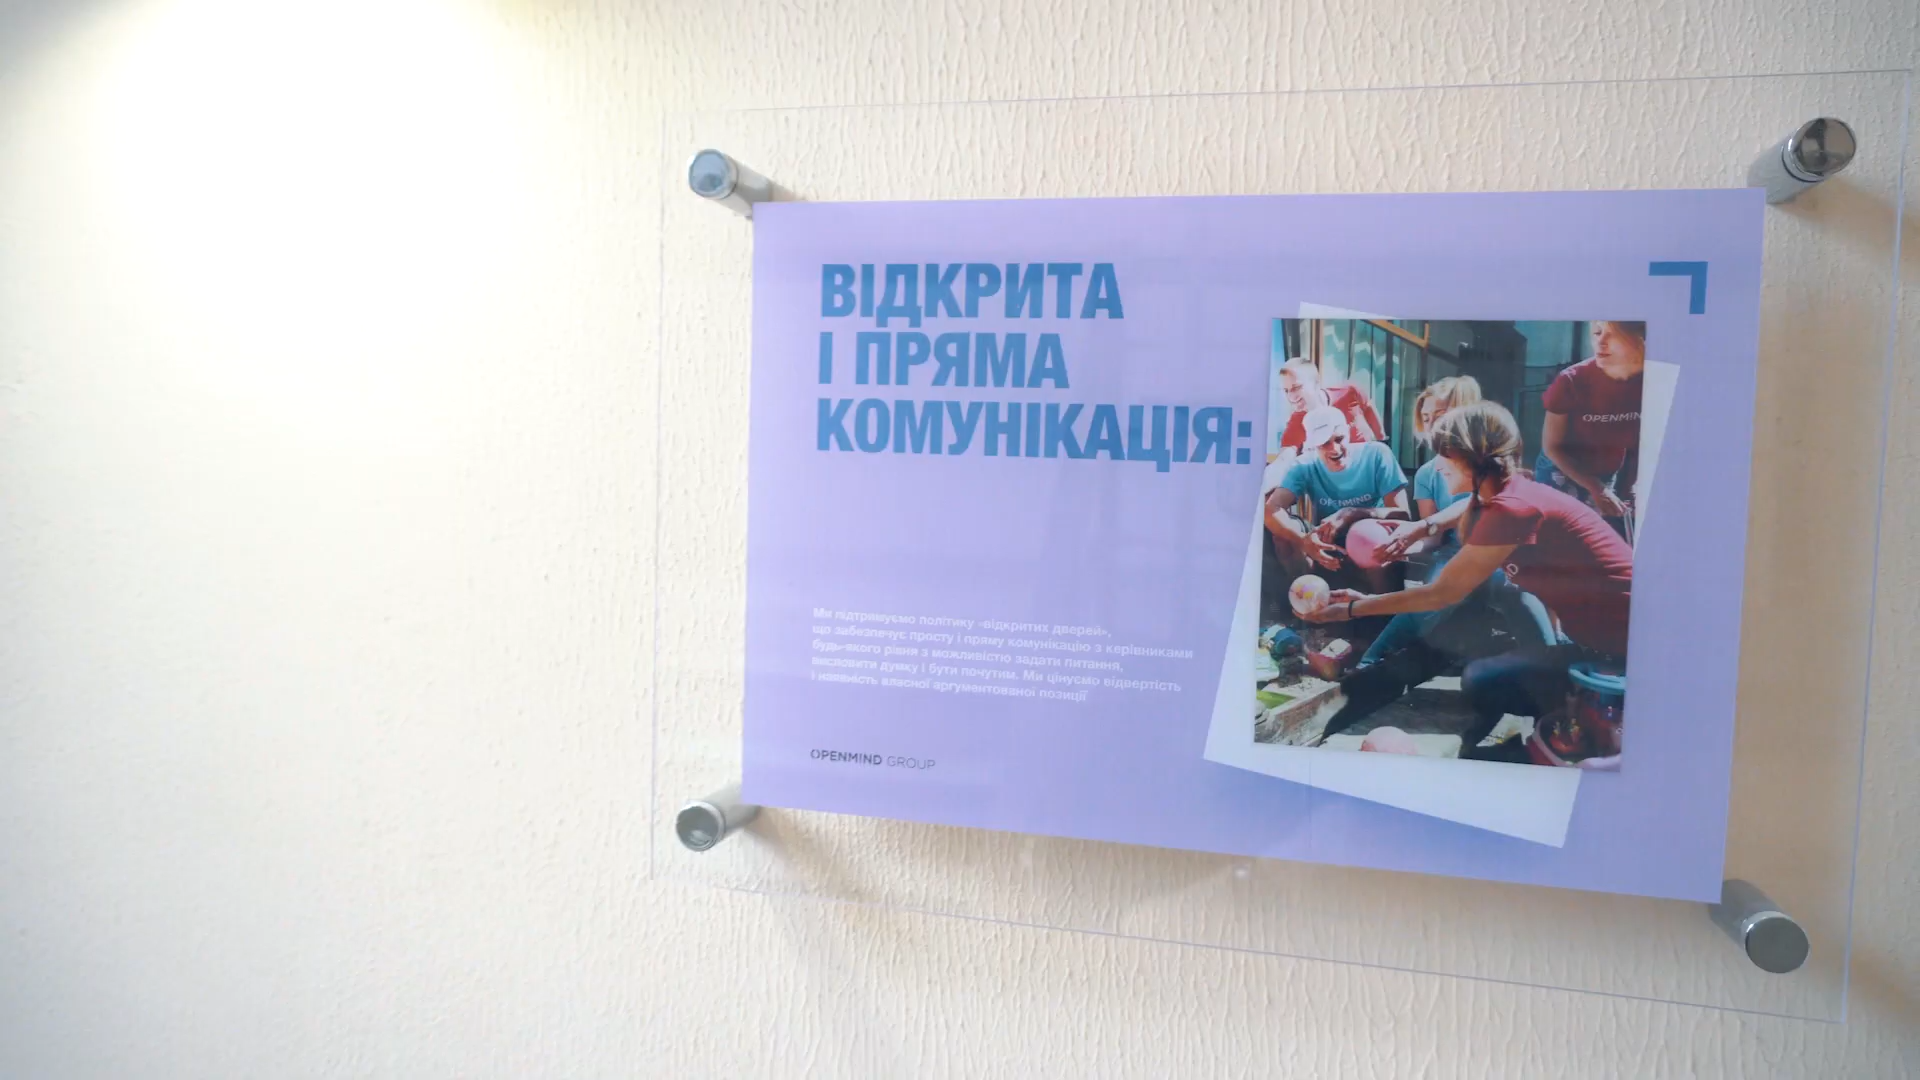 ВІДКРИТА
І ПРЯМА
КОМУНІКАЦІЯ:
Ми підтримуємо політику «відкритих дверей»,
що забезпечує просту і пряму комунікацію з керівниками
будь-якого рівня з можливістю задати питання,
висловити думку і бути почутим. Ми цінуємо відвертість
і наявність власної аргументованої позиції
OPENMIND GROUP
OPENMIN
OPENMIND